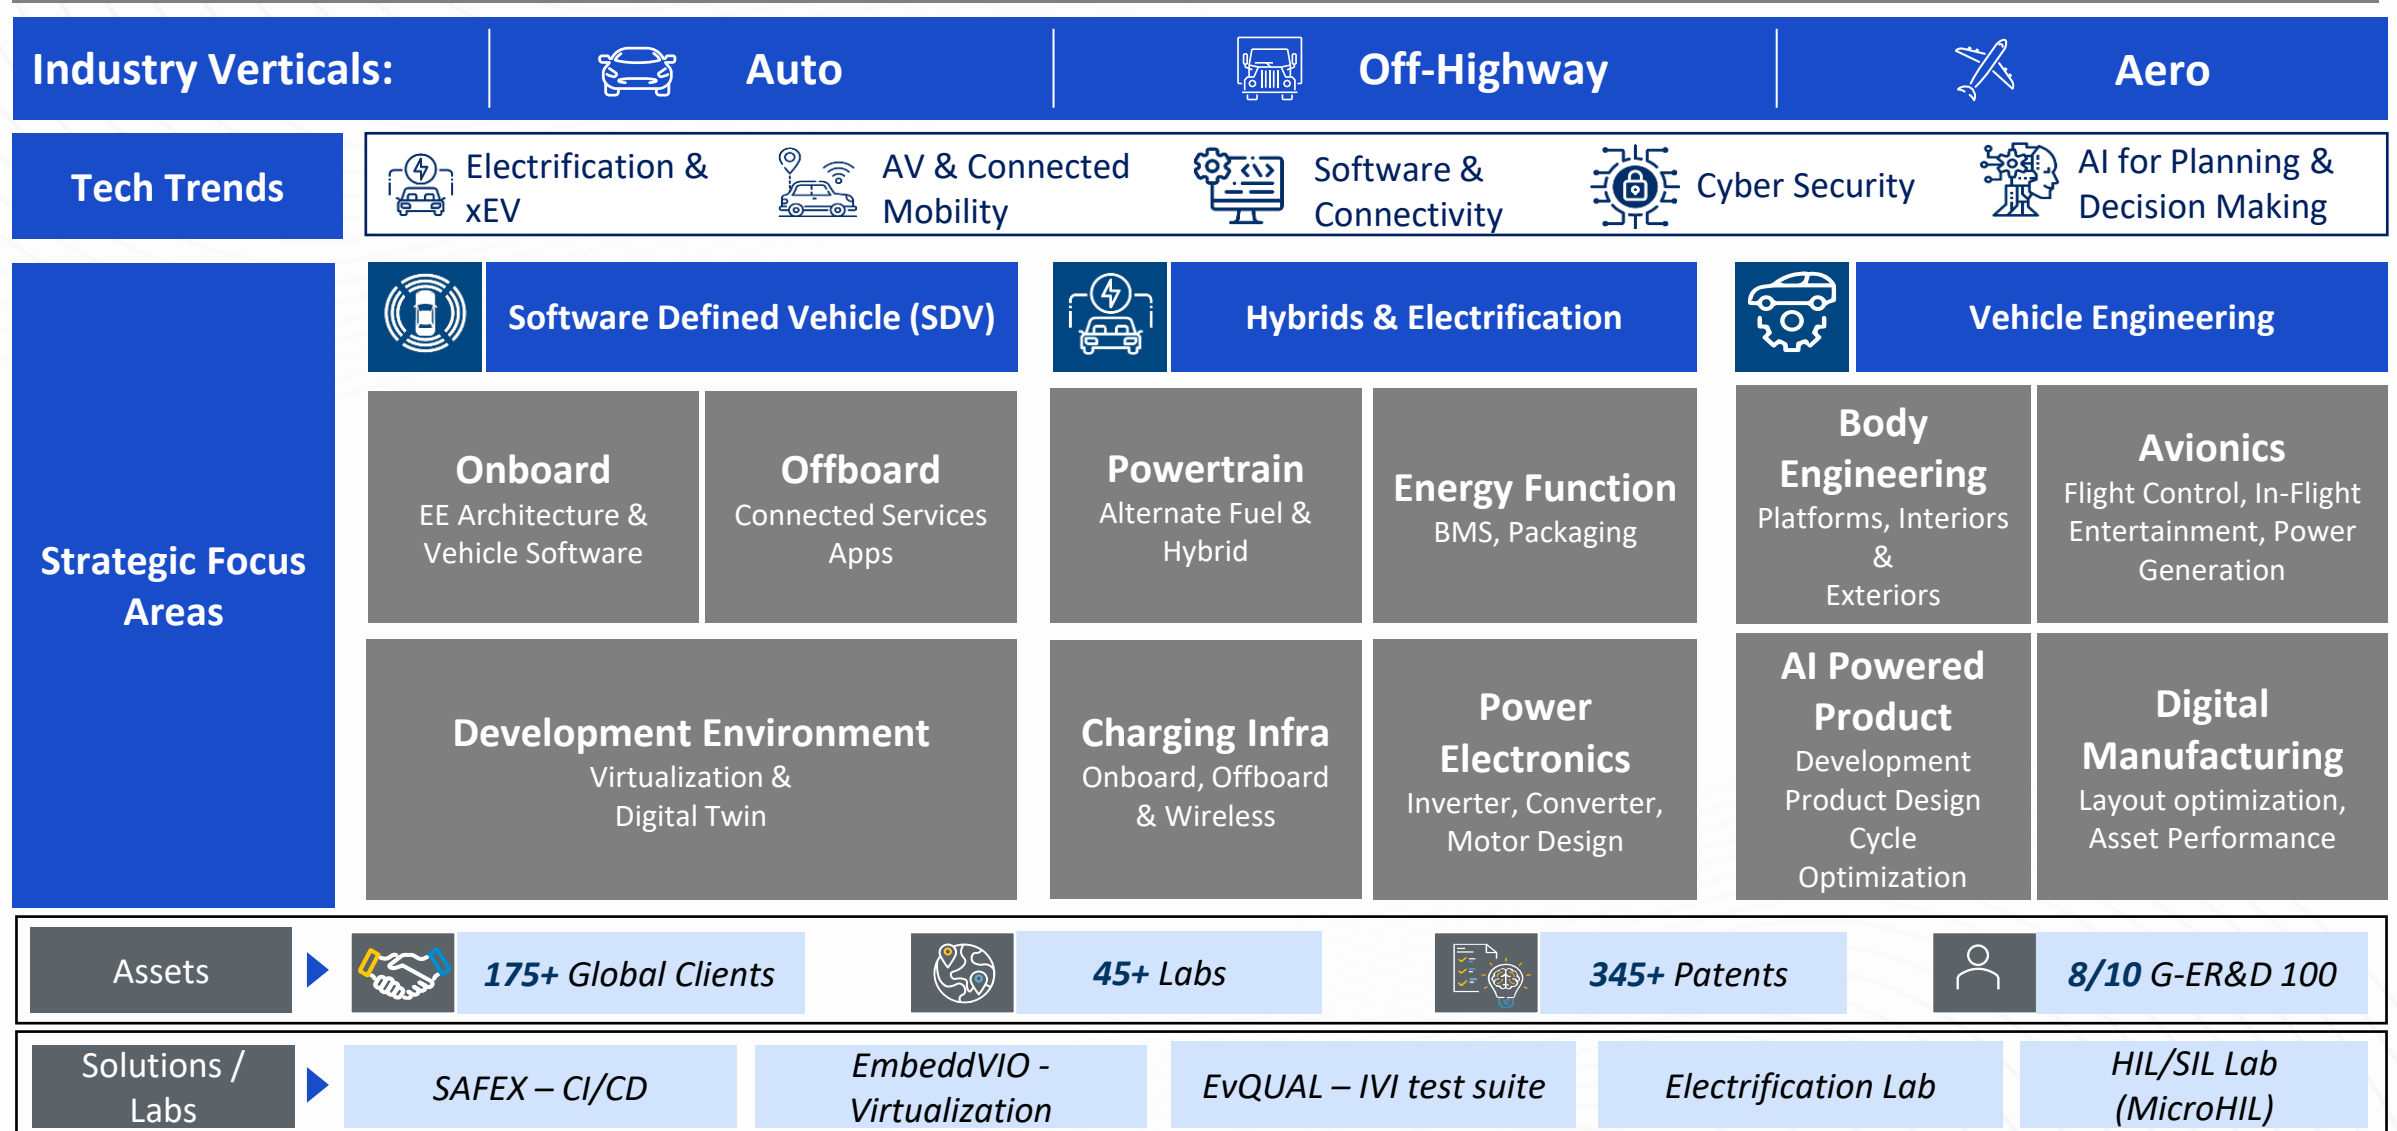 Industry Verticals:
Auto
Off-Highway
Aero
Tech Trends
Electrification &
xEV
AV & Connected
Mobility
Software &
Connectivity
Cyber Security
AI for Planning &
Decision Making
Strategic Focus
Areas
Software Defined Vehicle (SDV)
Onboard
EE Architecture &
Vehicle Software
Offboard
Connected Services
Apps
Development Environment
Virtualization &
Digital Twin
Hybrids & Electrification
Powertrain
Alternate Fuel &
Hybrid
Energy Function
BMS, Packaging
Charging Infra
Onboard, Offboard
& Wireless
Power
Electronics
Inverter, Converter,
Motor Design
Vehicle Engineering
Body
Engineering
Platforms, Interiors
&
Exteriors
Avionics
Flight Control, In-Flight
Entertainment, Power
Generation
AI Powered
Product
Development
Product Design
Cycle
Optimization
Digital
Manufacturing
Layout optimization,
Asset Performance
Assets
175+ Global Clients
45+ Labs
345+ Patents
8/10 G-ER&D 100
Solutions /
Labs
SAFEX – CI/CD
EmbeddVIO -
Virtualization
EvQUAL – IVI test suite
Electrification Lab
HIL/SIL Lab
(MicroHIL)